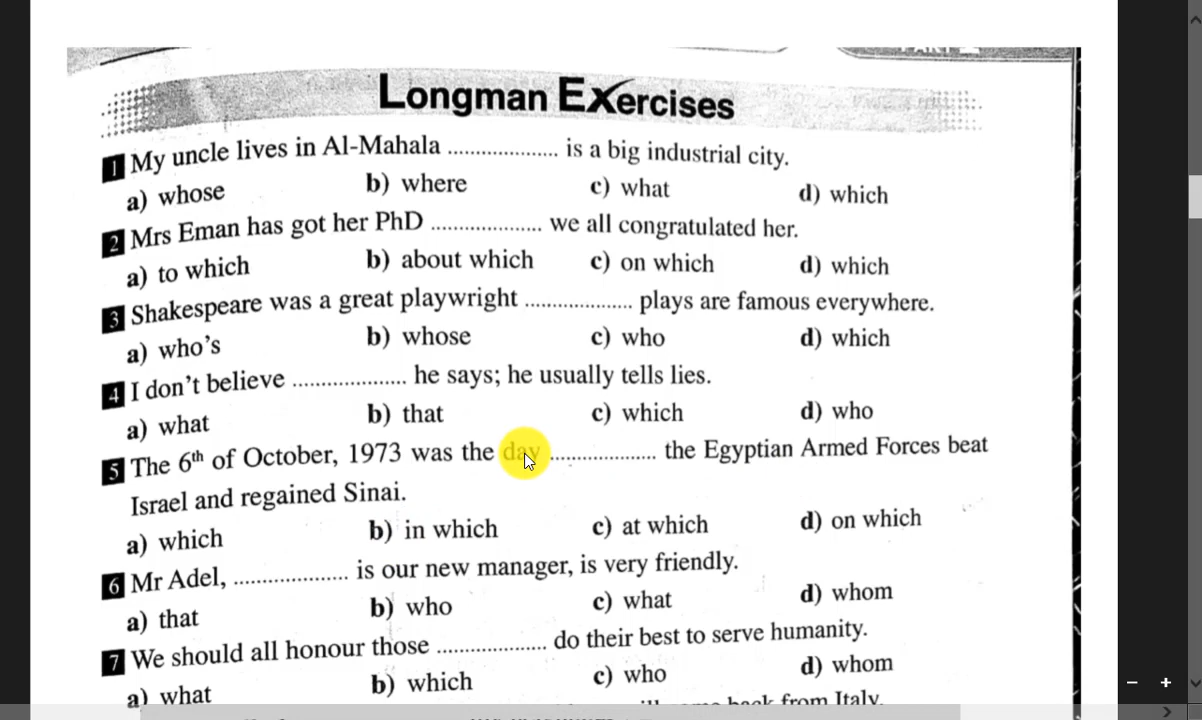 Longman Exercises
1 My uncle lives in Al-Mahala .................. is a big industrial city.
a) whose b) where c) what d) which
2 Mrs Eman has got her PhD .................. we all congratulated her.
a) to which b) about which c) on which d) which
3 Shakespeare was a great playwright .................. plays are famous everywhere.
a) who's b) whose c) who d) which
4 I don't believe .................. he says; he usually tells lies.
a) what b) that c) which d) who
5 The 6th of October, 1973 was the day .................. the Egyptian Armed Forces beat
Israel and regained Sinai.
a) which b) in which c) at which d) on which
6 Mr Adel, .................. is our new manager, is very friendly.
a) that b) who c) what d) whom
7 We should all honour those .................. do their best to serve humanity.
a) what b) which c) who d) whom
back from Italy.